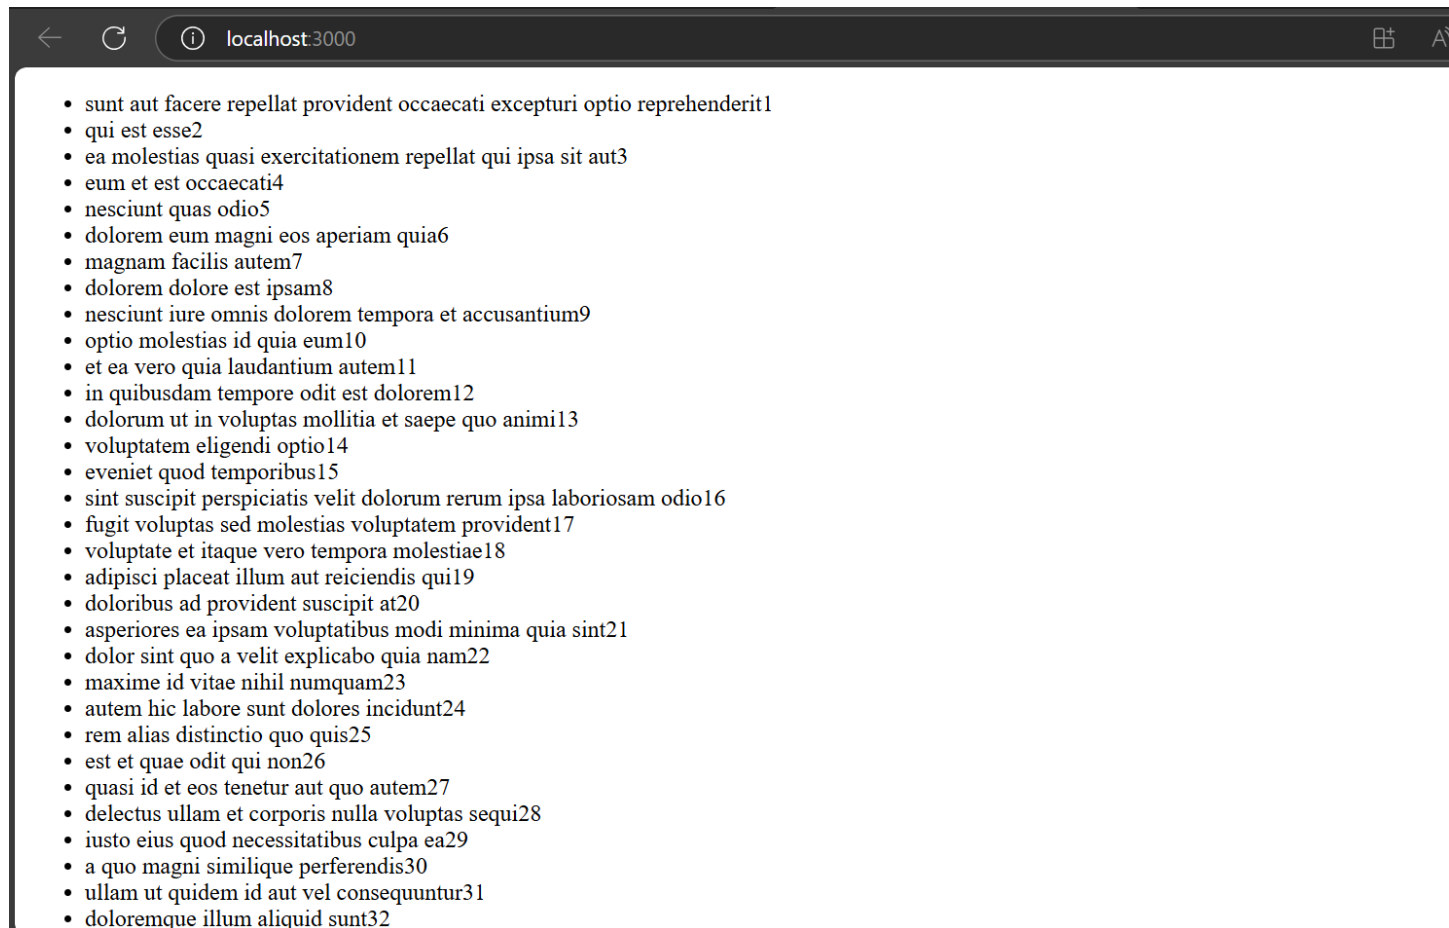 localhost:3000
sunt aut facere repellat provident occaecati excepturi optio reprehenderit1
qui est esse2
ea molestias quasi exercitationem repellat qui ipsa sit aut3
eum et est occaecati4
nesciunt quas odio5
dolorem eum magni eos aperiam quia6
magnam facilis autem7
dolorem dolore est ipsam8
nesciunt iure omnis dolorem tempora et accusantium9
optio molestias id quia eum10
et ea vero quia laudantium autem11
in quibusdam tempore odit est dolorem12
dolorum ut in voluptas mollitia et saepe quo animi13
voluptatem eligendi optio14
eveniet quod temporibus15
sint suscipit perspiciatis velit dolorum rerum ipsa laboriosam odio16
fugit voluptas sed molestias voluptatem provident17
voluptate et itaque vero tempora molestiae18
adipisci placeat illum aut reiciendis qui19
doloribus ad provident suscipit at20
asperiores ea ipsam voluptatibus modi minima quia sint21
dolor sint quo a velit explicabo quia nam22
maxime id vitae nihil numquam23
autem hic labore sunt dolores incidunt24
rem alias distinctio quo quis25
est et quae odit qui non26
quasi id et eos tenetur aut quo autem27
delectus ullam et corporis nulla voluptas sequi28
iusto eius quod necessitatibus culpa ea29
a quo magni similique perferendis30
ullam ut quidem id aut vel consequuntur31
doloremque illum aliquid sunt32